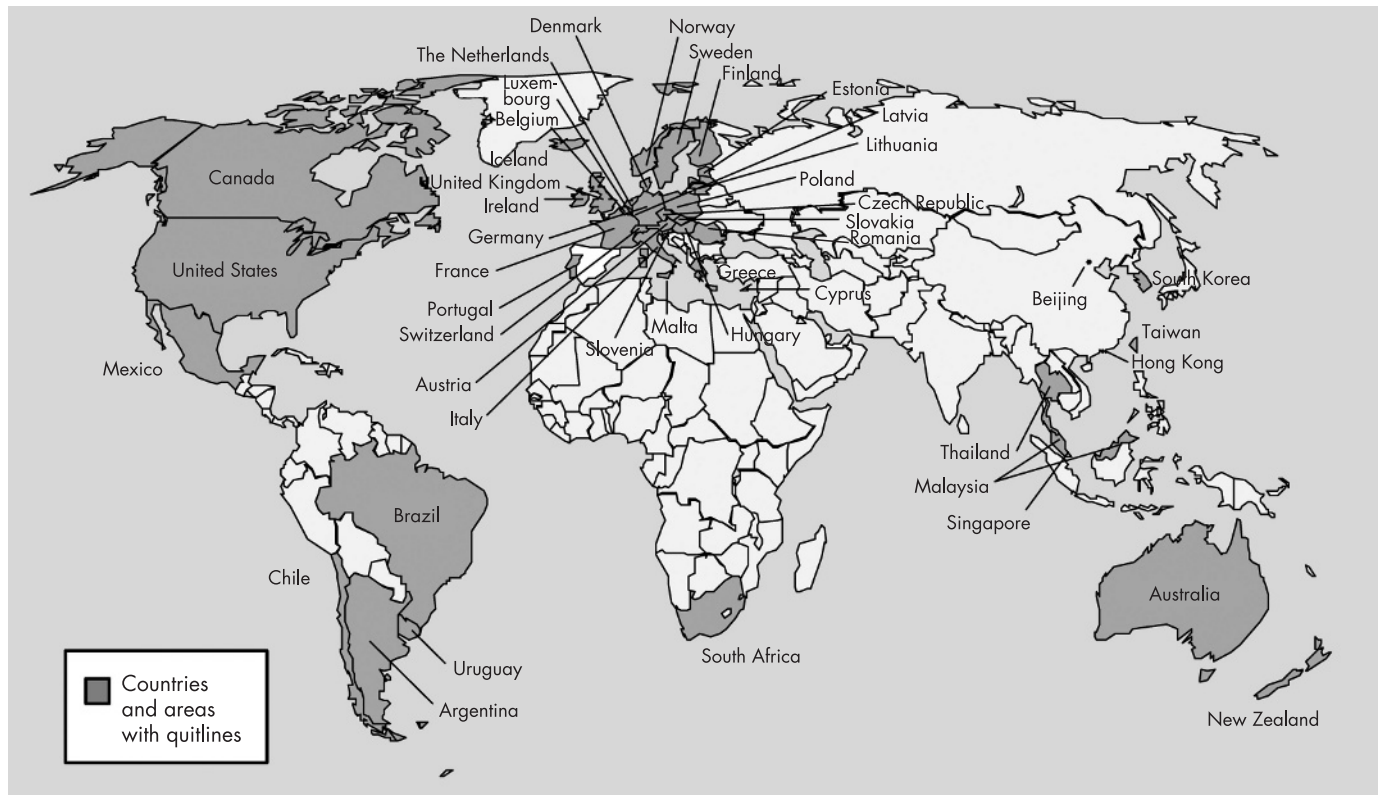 Denmark
Norway
The Netherlands
Sweden
Luxem-
bourg
Finland
Belgium
Estonia
Latvia
Iceland
Lithuania
United Kingdom
Poland
Canada
Ireland
Czech Republic
Slovakia
Germany
Romania
France
United States
Greece
South Korea
Cyprus
Beijing
Portugal
Switzerland
Malta
Hungary
Taiwan
Slovenia
Hong Kong
Mexico
Austria
Italy
Thailand
Malaysia
Brazil
Singapore
Chile
Australia
South Africa
Uruguay
Argentina
New Zealand
Countries
and areas
with quitlines